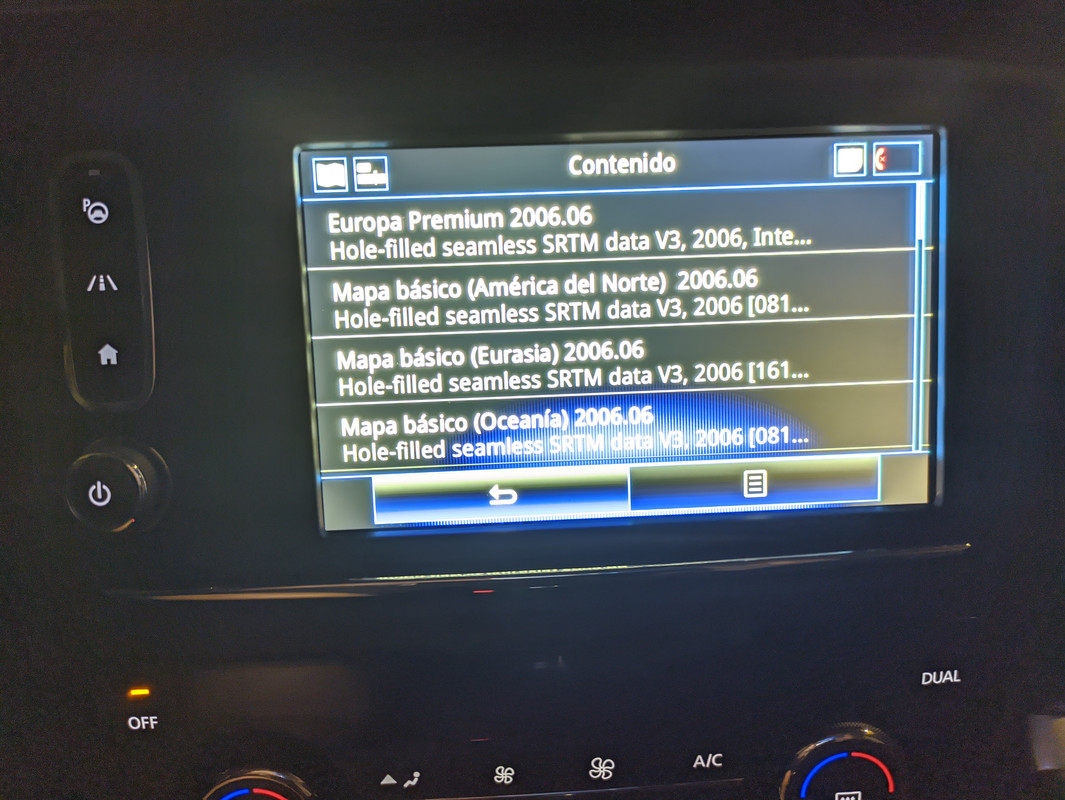 Contenido
Europa Premium 2006.06
Hole-filled seamless SRTM data V3, 2006, Inte...
Mapa básico (América del Norte) 2006.06
Hole-filled seamless SRTM data V3, 2006 [081...
Mapa básico (Eurasia) 2006.06
Hole-filled seamless SRTM data V3, 2006 [161...
Mapa básico (Oceanía) 2006.06
Hole-filled seamless SRTM data V3, 2006 [081...
P
OFF
A/C
DUAL